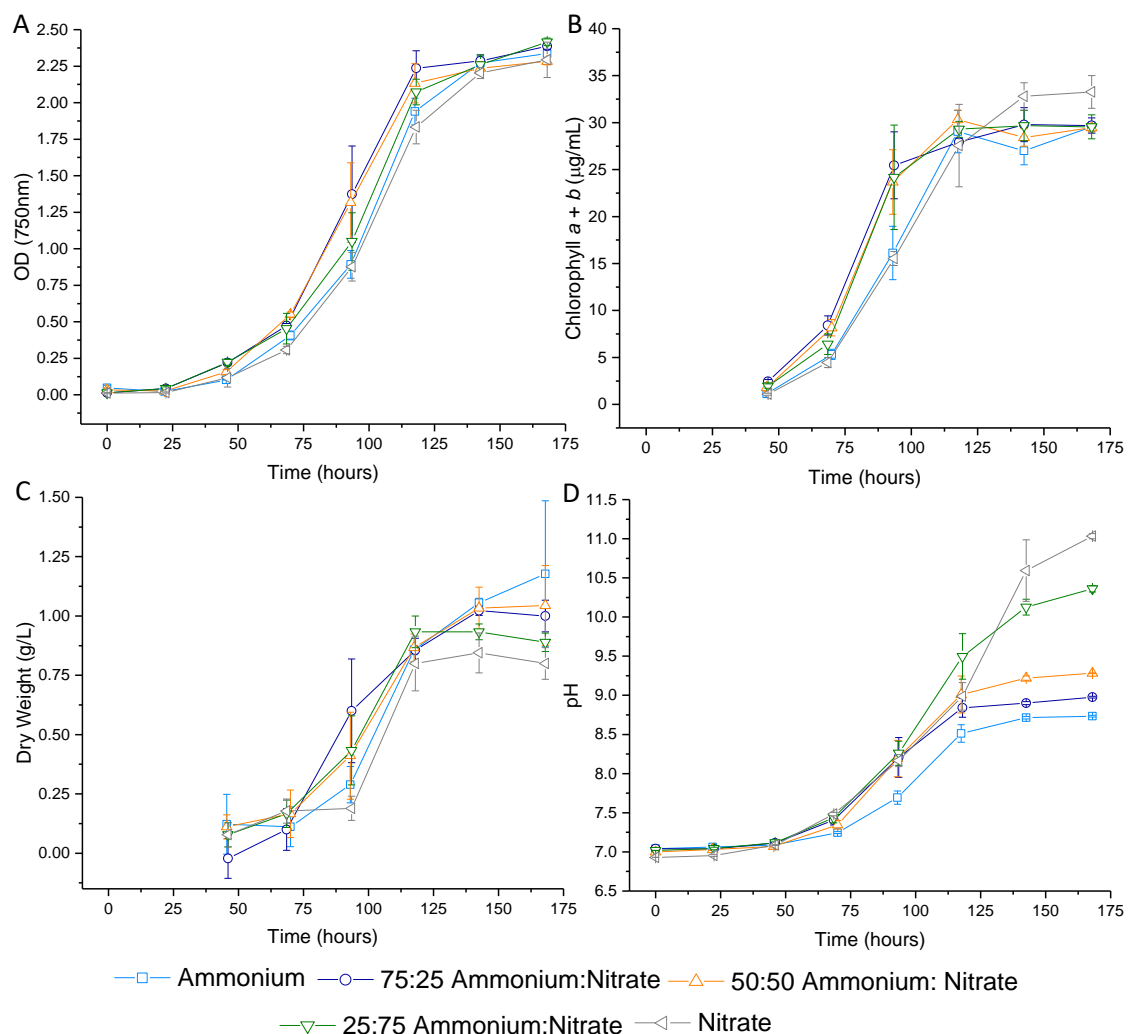 A
2.50
2.25
2.00
1.75
1.50
1.25
1.00
0.75
0.50
0.25
0.00
OD (750nm)
0 25 50 75 100 125 150 175
Time (hours)
B
40
35
30
25
20
15
10
5
0
Chlorophyll a + b (µg/mL)
0 25 50 75 100 125 150 175
Time (hours)
C
1.50
1.25
1.00
0.75
0.50
0.25
0.00
Dry Weight (g/L)
0 25 50 75 100 125 150 175
Time (hours)
D
11.5
11.0
10.5
10.0
9.5
9.0
8.5
8.0
7.5
7.0
6.5
pH
0 25 50 75 100 125 150 175
Time (hours)
Ammonium 75:25 Ammonium:Nitrate 50:50 Ammonium: Nitrate
25:75 Ammonium:Nitrate Nitrate